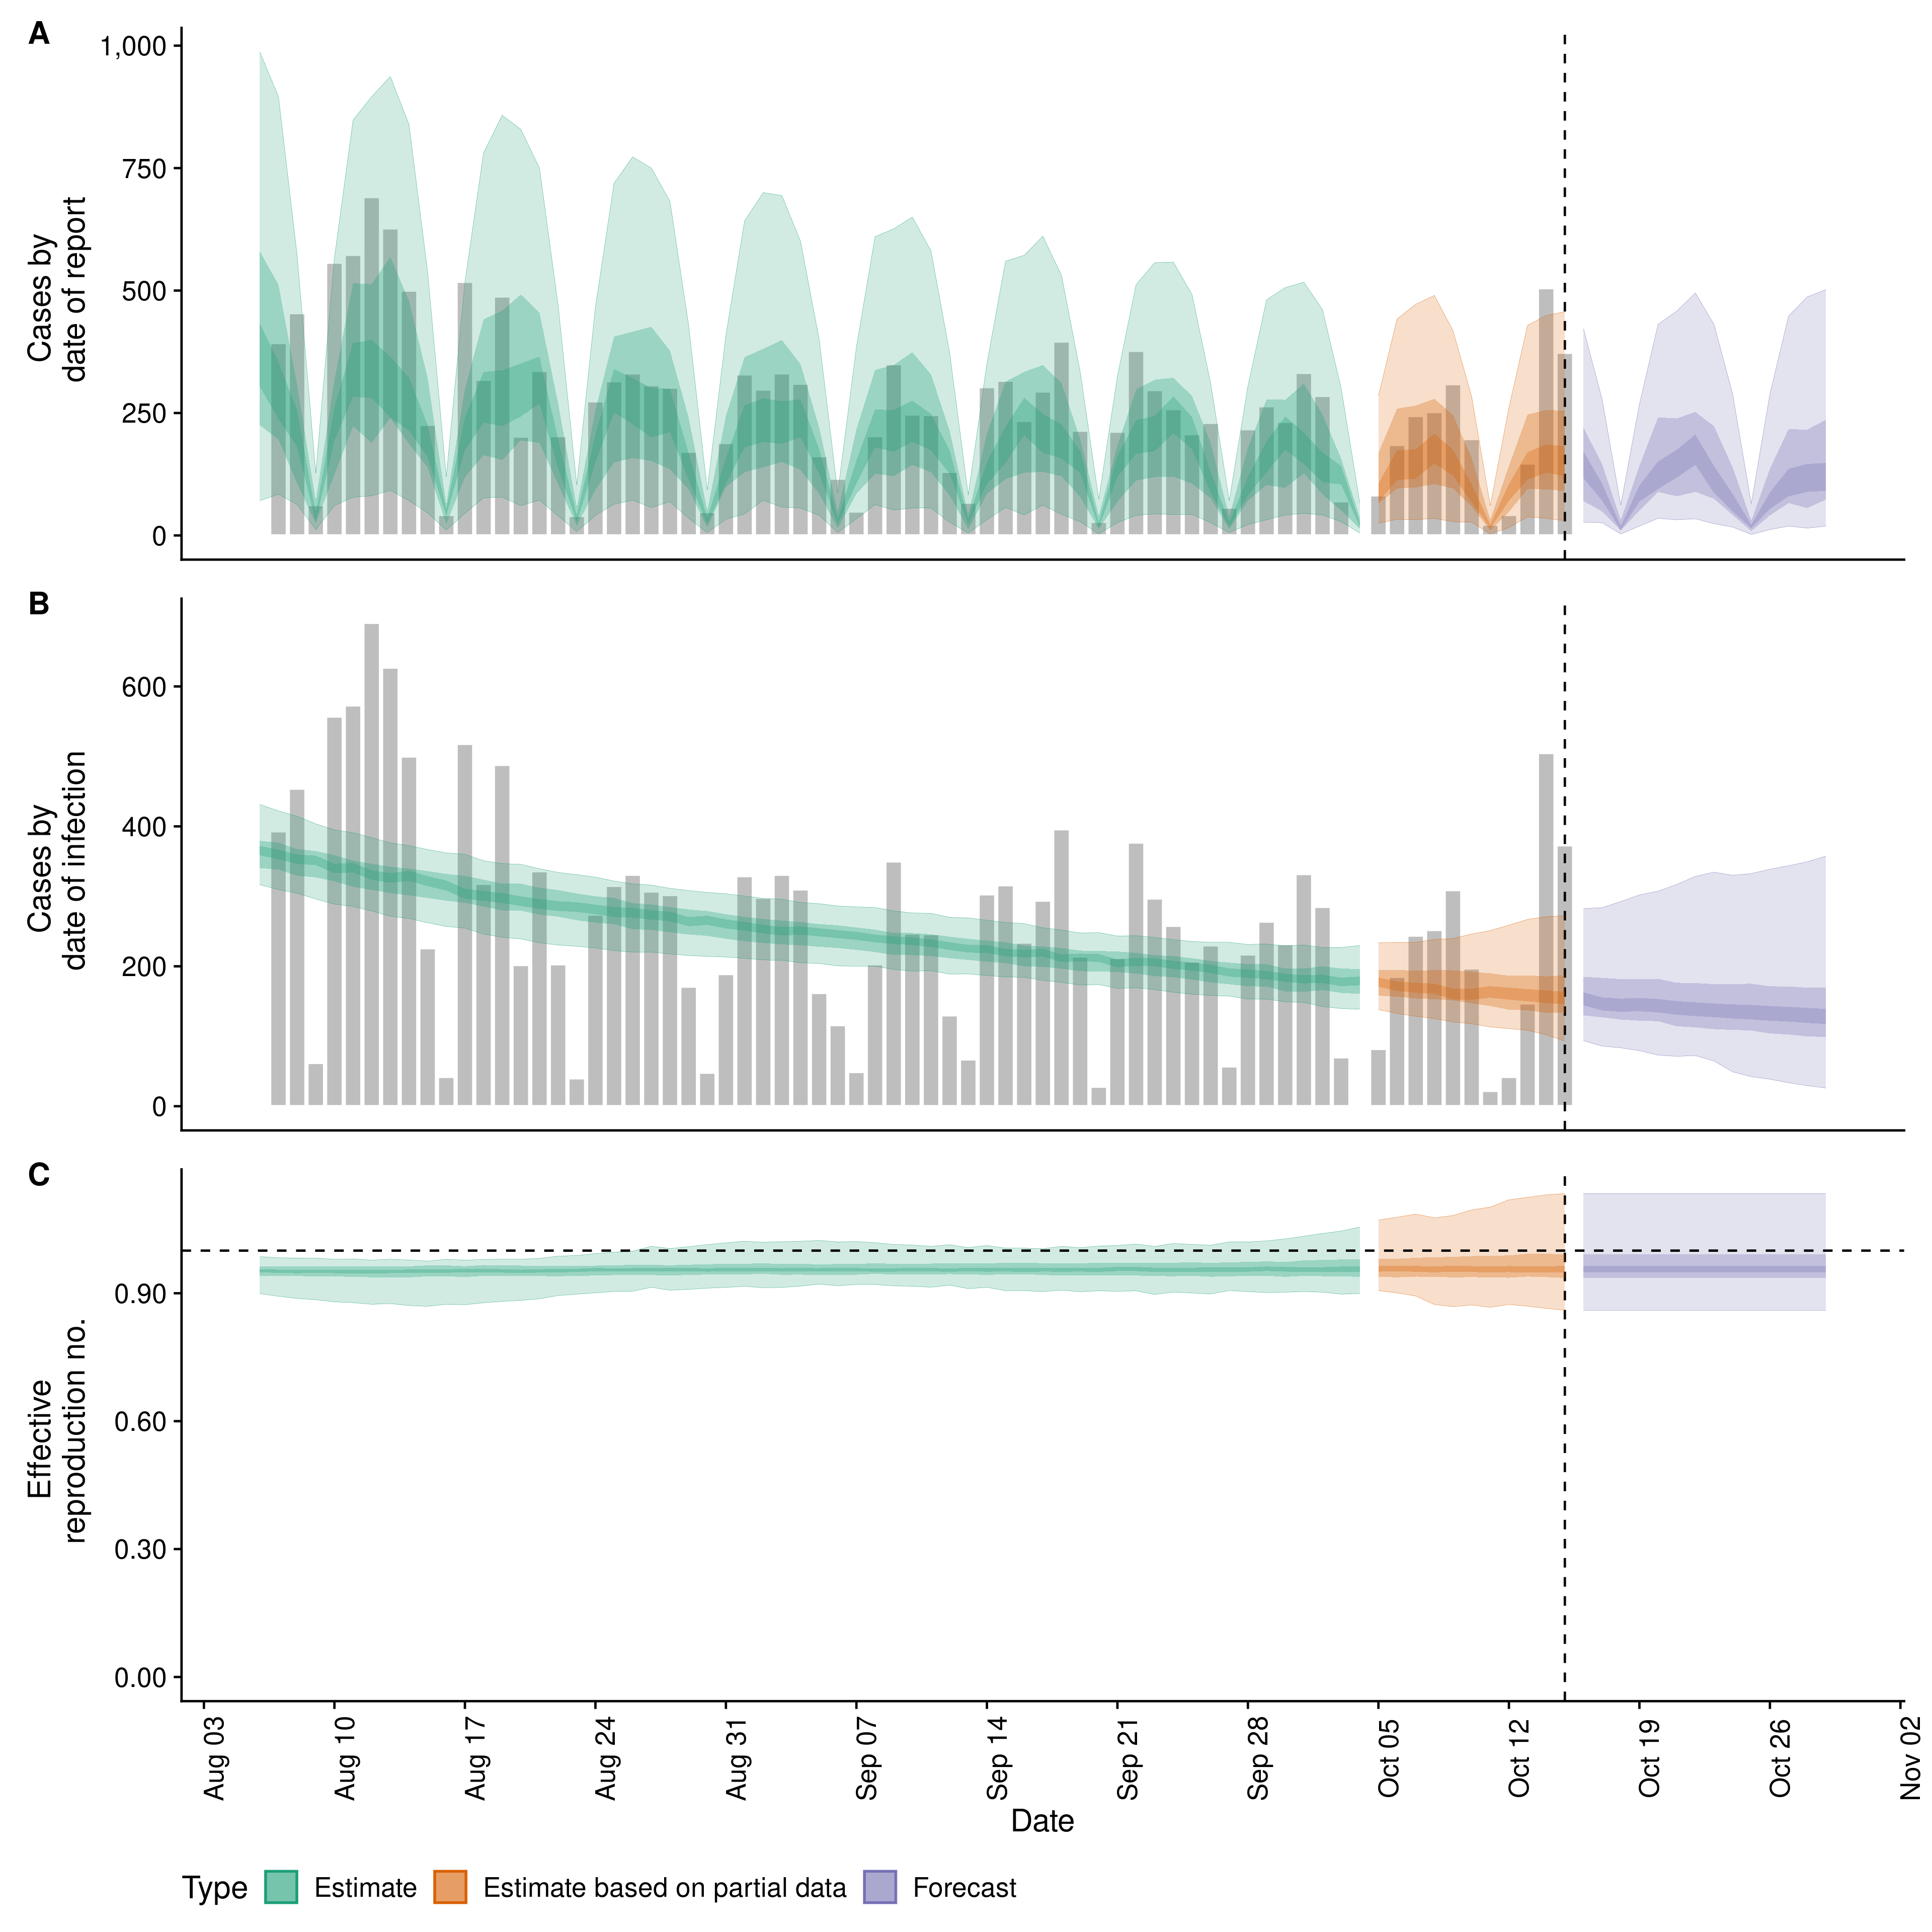 A
1,000
750
500
250
0
Cases by
date of report
B
600
400
200
0
Cases by
date of infection
C
0.90
0.60
0.30
0.00
Effective
reproduction no.
Aug 03
Aug 10
Aug 17
Aug 24
Aug 31
Sep 07
Sep 14
Sep 21
Sep 28
Oct 05
Oct 12
Oct 19
Oct 26
Nov 02
Date
Type Estimate Estimate based on partial data Forecast